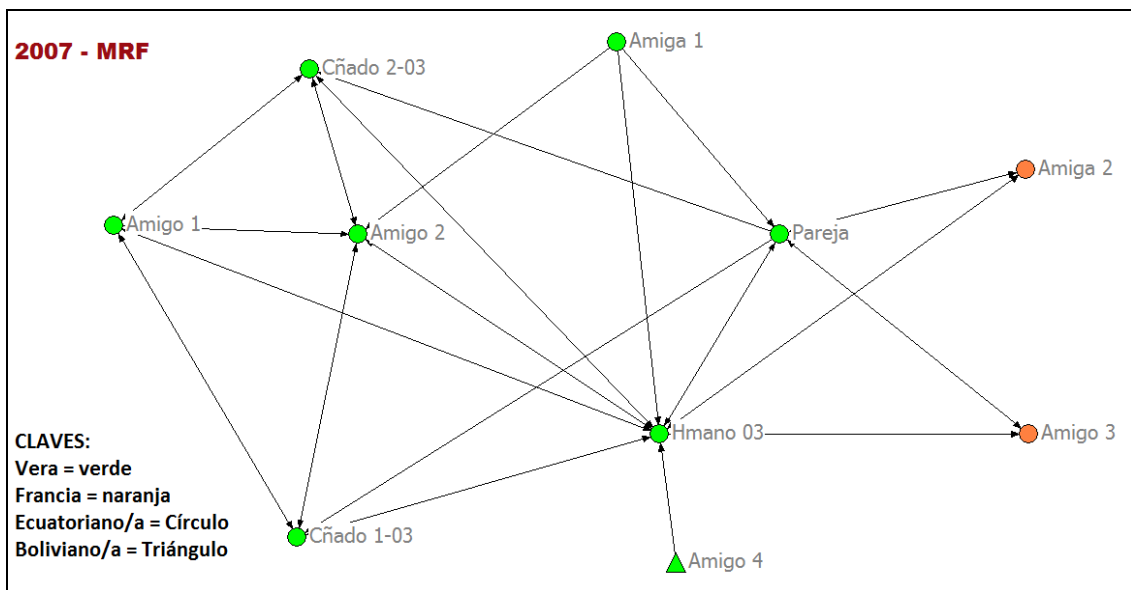 2007 - MRF
Amiga 1
Cñado 2-03
Amiga 2
Amigo 1
Amigo 2
Pareja
Hmano 03
Amigo 3
CLAVES:
Vera = verde
Francia = naranja
Ecuatoriano/a = Círculo
Boliviano/a = Triángulo
Cñado 1-03
Amigo 4